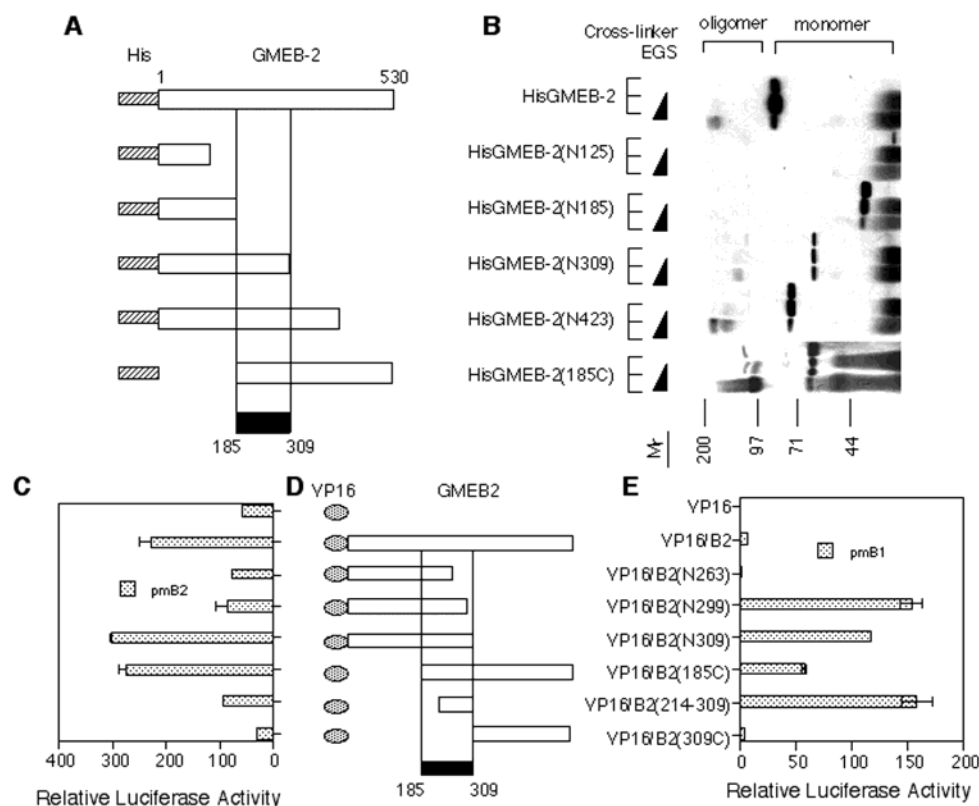 A
His
GMEB-2
1
530
185
309
B
Cross-linker
EGS
oligomer
monomer
HisGMEB-2
HisGMEB-2(N125)
HisGMEB-2(N185)
HisGMEB-2(N309)
HisGMEB-2(N423)
HisGMEB-2(185C)
Mr
200
97
71
44
C
pmB2
400 300 200 100 0
Relative Luciferase Activity
D
VP16
GMEB2
185
309
E
VP16
VP16/B2
VP16/B2(N263)
VP16/B2(N299)
VP16/B2(N309)
VP16/B2(185C)
VP16/B2(214-309)
VP16/B2(309C)
pmB1
0 50 100 150 200
Relative Luciferase Activity